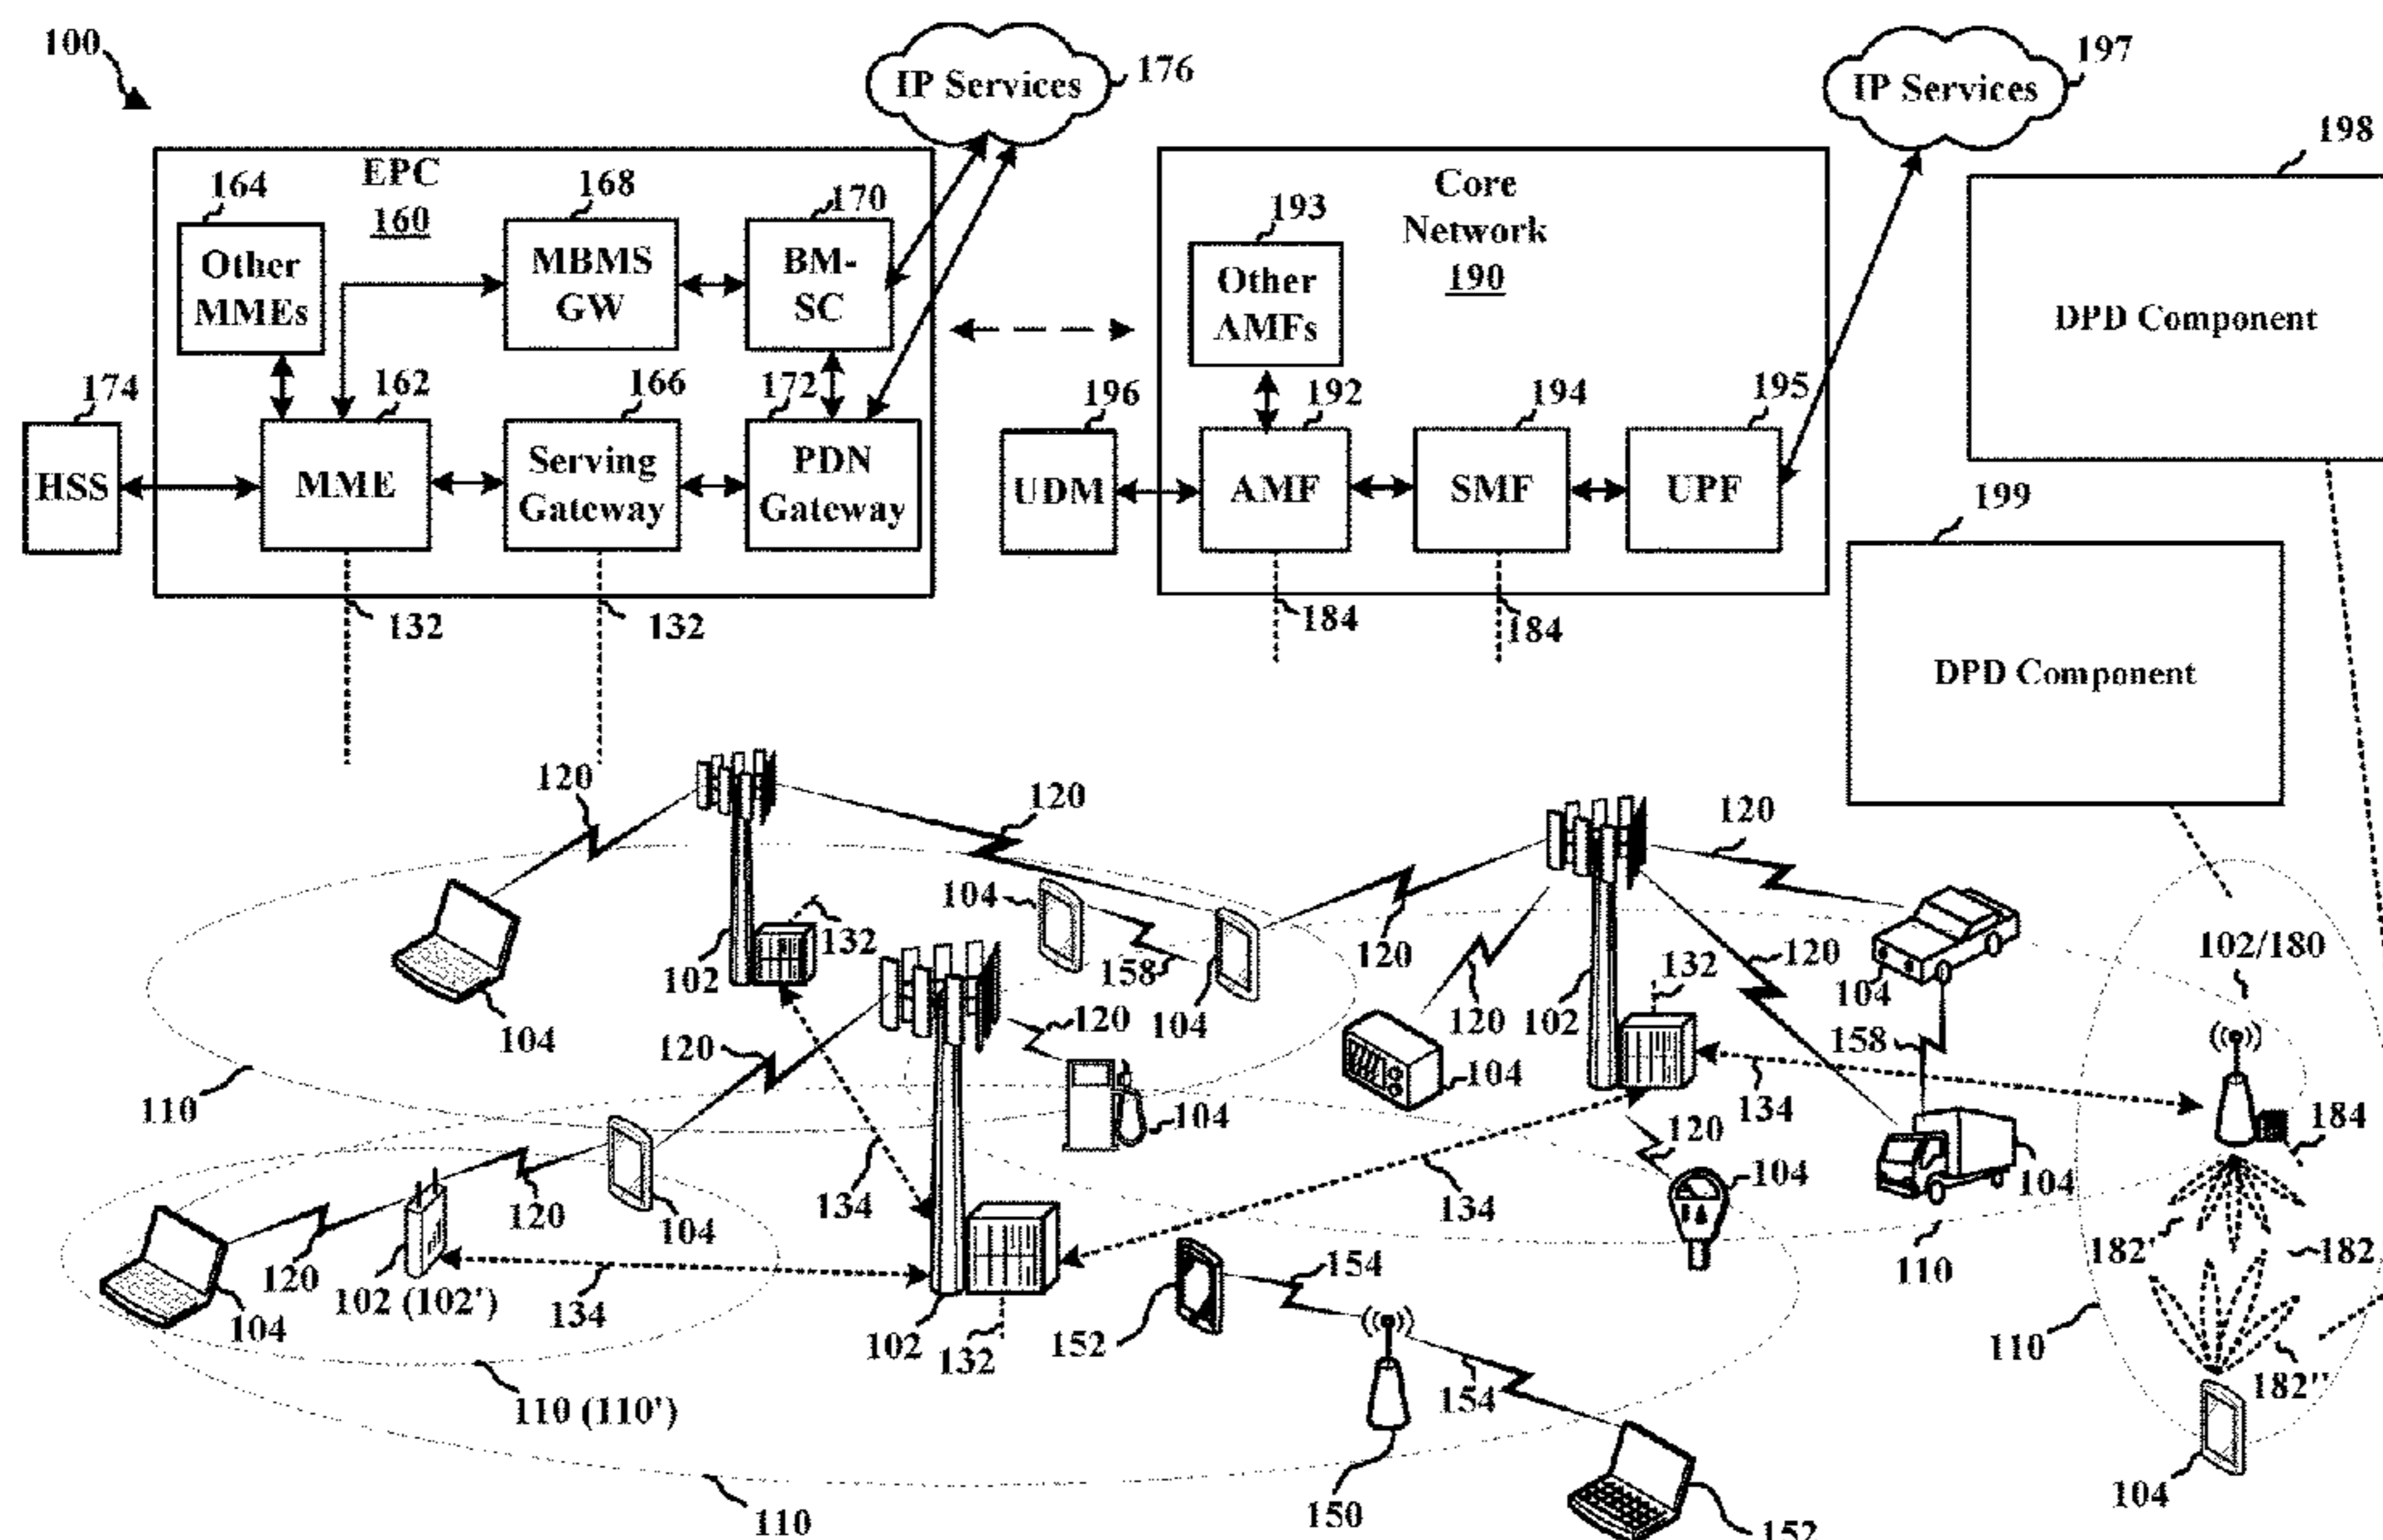 100
IP Services
176
IP Services
197
198
EPC
160
164
168
170
Other
MMEs
MBMS
GW
BM-
SC
Core
Network
190
193
Other
AMFs
DPD Component
174
162
166
172
196
192
194
195
HSS
MME
Serving
Gateway
PDN
Gateway
UDM
AMF
SMF
UPF
199
132
132
184
184
DPD Component
120
120
120
104
132
102
158
104
120
120
132
102
120
104
102/180
104
120
120
104
158
134
110
104
120
184
134
104
120
104
134
104
182'
182
110
104
120
102 (102')
134
102
132
152
154
154
110
182''
110 (110')
104
150
110
152